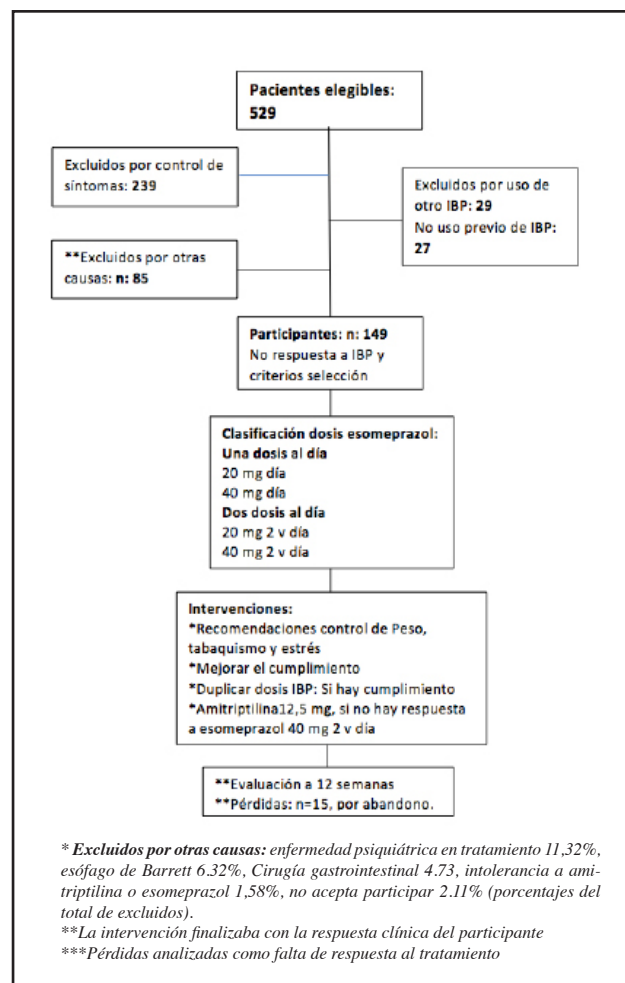 Pacientes elegibles:
529
Excluidos por control de
síntomas: 239
Excluidos por uso de
otro IBP: 29
No uso previo de IBP:
27
**Excluidos por otras
causas: n: 85
Participantes: n: 149
No respuesta a IBP y
criterios selección
Clasificación dosis esomeprazol:
Una dosis al día
20 mg día
40 mg día
Dos dosis al día
20 mg 2 v día
40 mg 2 v día
Intervenciones:
*Recomendaciones control de Peso,
tabaquismo y estrés
*Mejorar el cumplimiento
*Duplicar dosis IBP: Si hay cumplimiento
*Amitriptilina12,5 mg, si no hay respuesta
a esomeprazol 40 mg 2 v día
**Evaluación a 12 semanas
**Pérdidas: n=15, por abandono.
* Excluidos por otras causas: enfermedad psiquiátrica en tratamiento 11,32%,
esófago de Barrett 6.32%, Cirugía gastrointestinal 4.73, intolerancia a ami-
triptilina o esomeprazol 1,58%, no acepta participar 2.11% (porcentajes del
total de excluidos).
**La intervención finalizaba con la respuesta clínica del participante
***Pérdidas analizadas como falta de respuesta al tratamiento